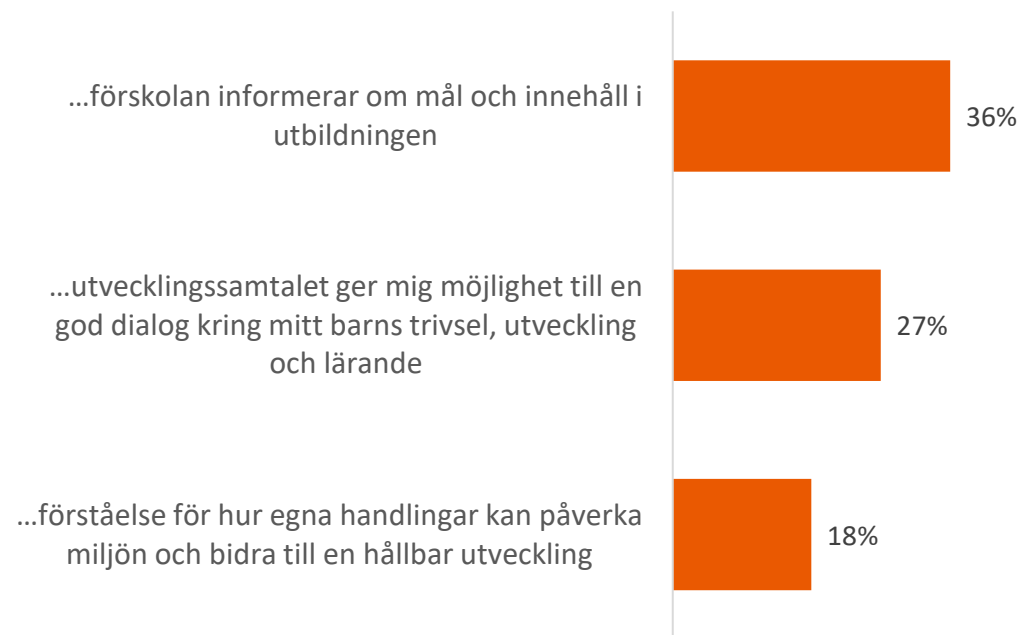 ...förskolan informerar om mål och innehåll i
utbildningen
36%
...utvecklingssamtalet ger mig möjlighet till en
god dialog kring mitt barns trivsel, utveckling
och lärande
27%
...förståelse för hur egna handlingar kan påverka
miljön och bidra till en hållbar utveckling
18%